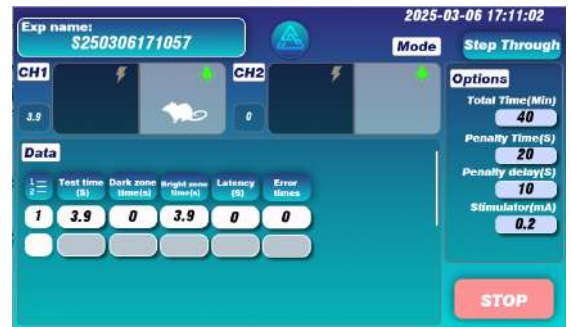 2025-03-06 17:11:02
Exp name:
S250306171057
Mode
Step Through
CH1
3.9
CH2
0
Options
Total Time(Min)
40
Penalty Time(S)
20
Penalty delay(S)
10
Stimulator(mA)
0.2
Data
Test time (S)
Dark zone time(s)
Bright zone time(s)
Latency (S)
Error times
1 3.9 0 3.9 0 0
STOP